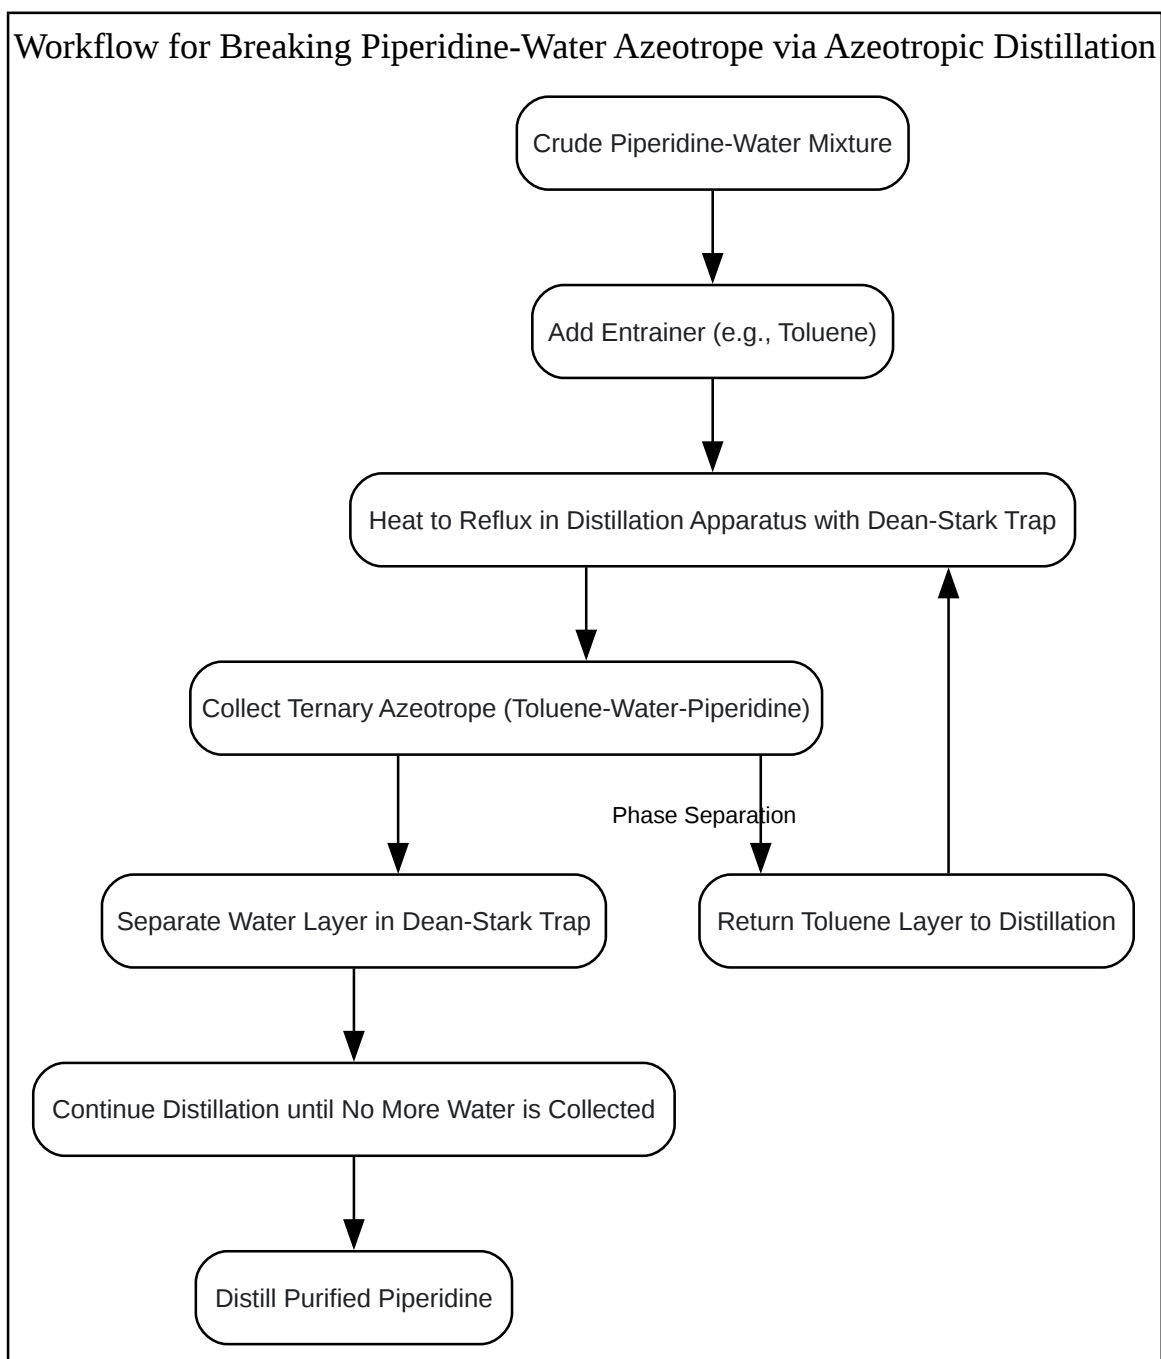 Workflow for Breaking Piperidine-Water Azeotrope via Azeotropic Distillation
Crude Piperidine-Water Mixture
Add Entrainer (e.g., Toluene)
Heat to Reflux in Distillation Apparatus with Dean-Stark Trap
Collect Ternary Azeotrope (Toluene-Water-Piperidine)
Phase Separation
Separate Water Layer in Dean-Stark Trap
Return Toluene Layer to Distillation
Continue Distillation until No More Water is Collected
Distill Purified Piperidine